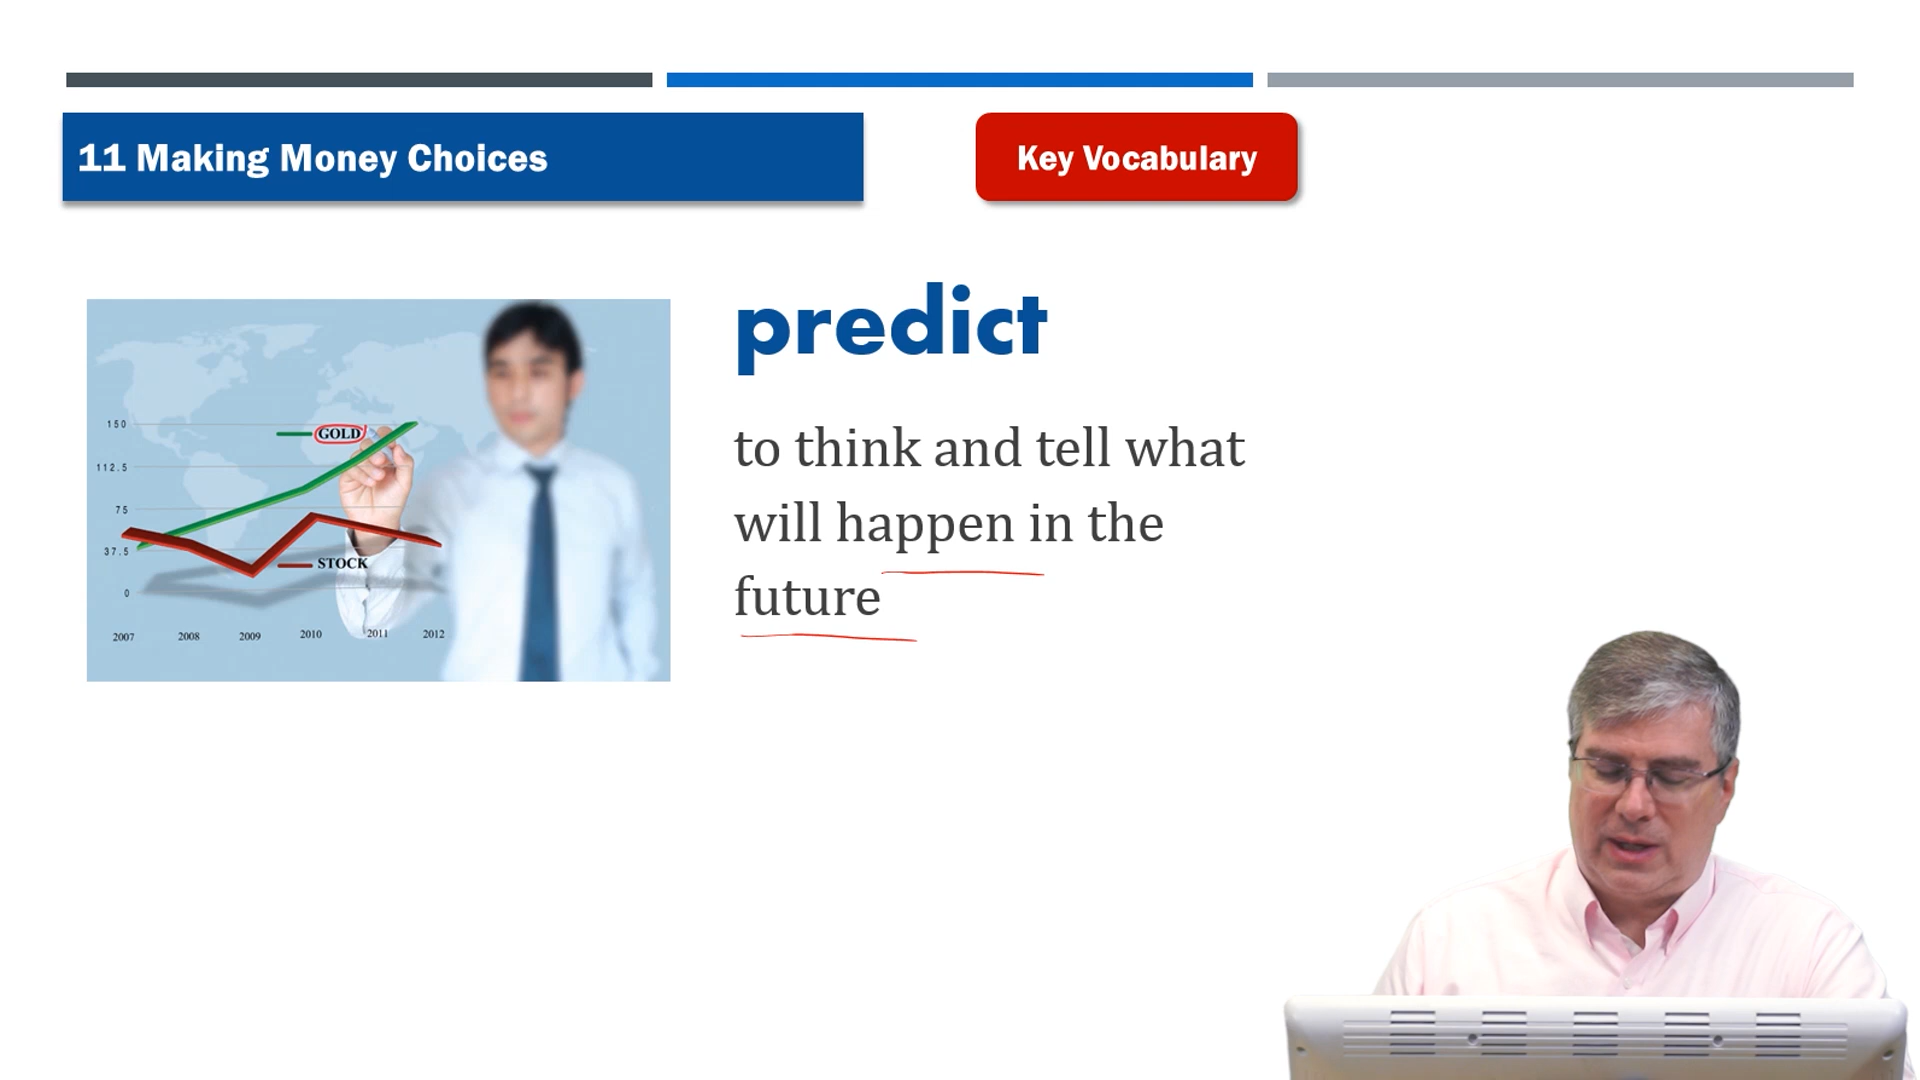 11 Making Money Choices
Key Vocabulary
predict
to think and tell what
will happen in the
future
150
GOLD
112.5
75
37.5
STOCK
0
2007 2008 2009 2010 2011 2012